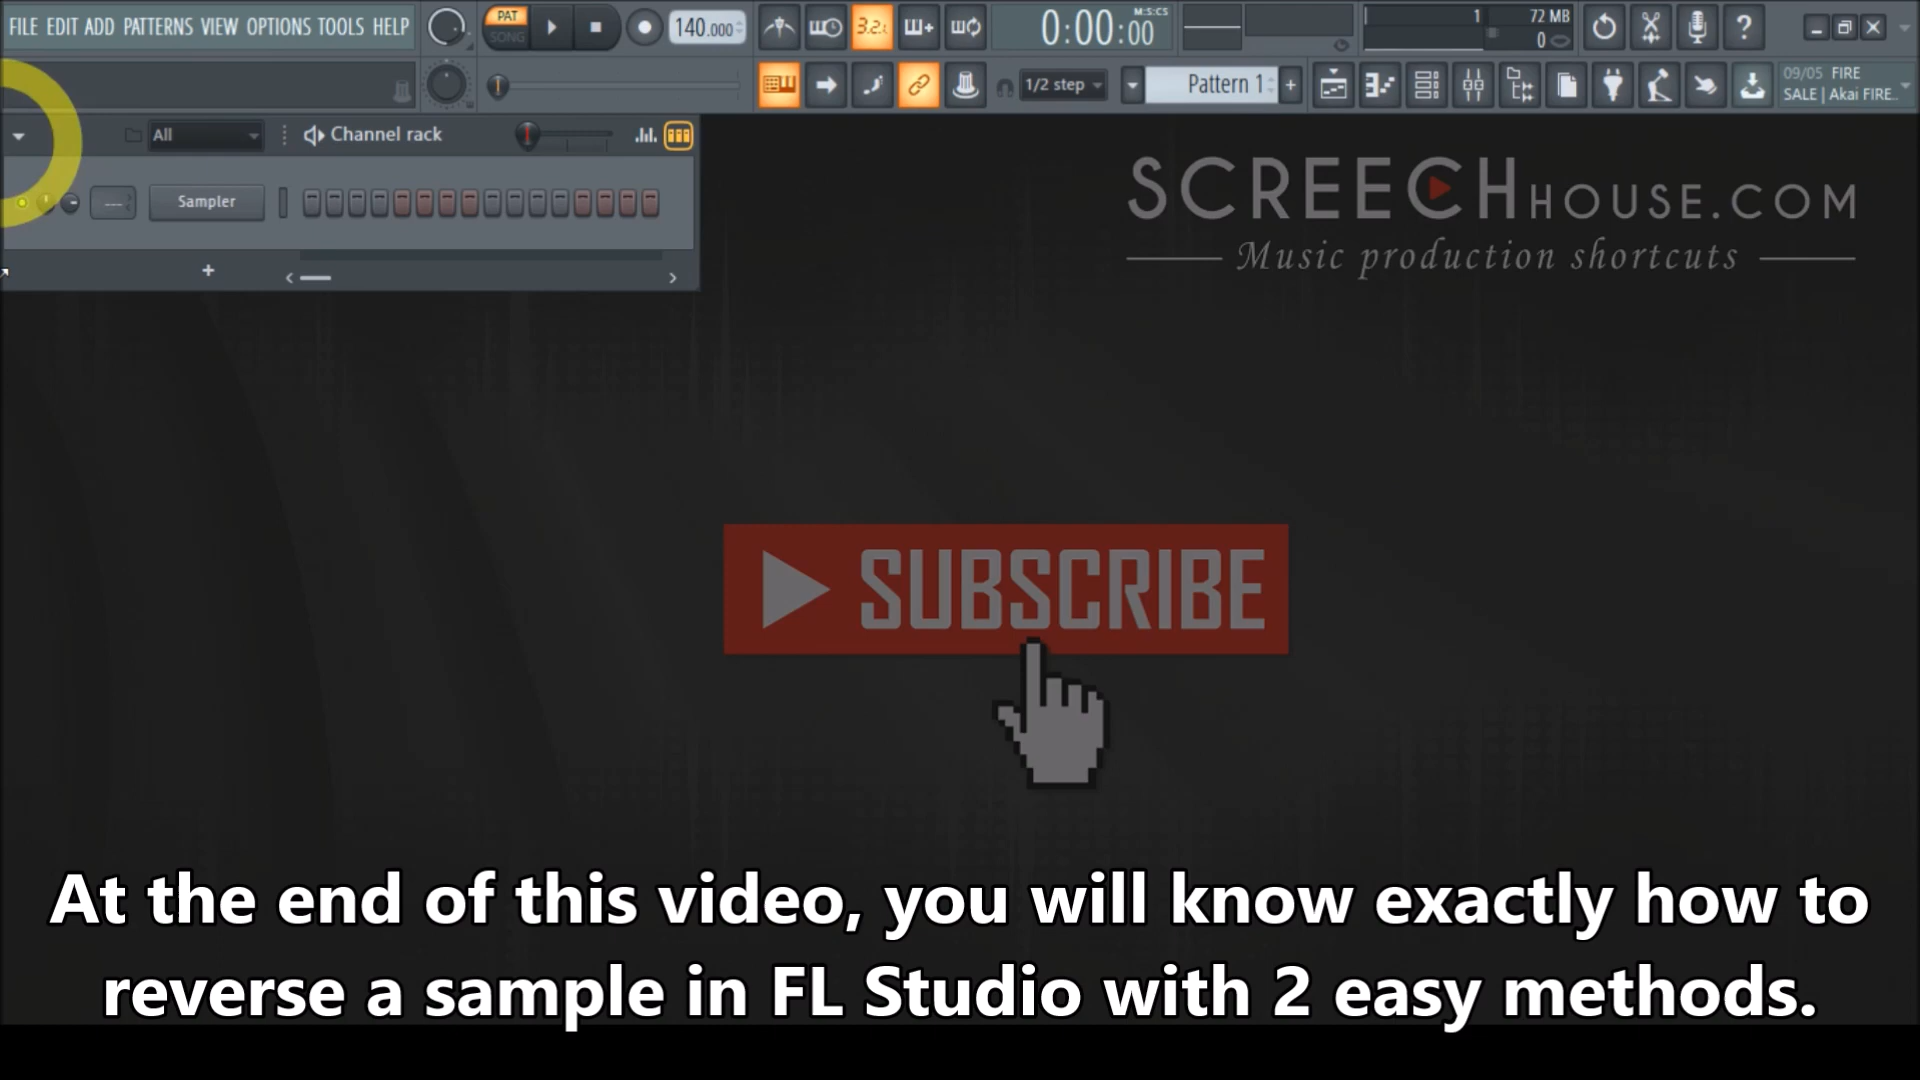 FILE EDIT ADD PATTERNS VIEW OPTIONS TOOLS HELP
PAT
SONG
140.000
3.2.
0:00:00
M:S:CS
1
72 MB
0
1/2 step
Pattern 1
+
09/05 FIRE
SALE | Akai FIRE..
All
Channel rack
---
Sampler
+
SCREECHHOUSE.COM
Music production shortcuts
SUBSCRIBE
At the end of this video, you will know exactly how to
reverse a sample in FL Studio with 2 easy methods.